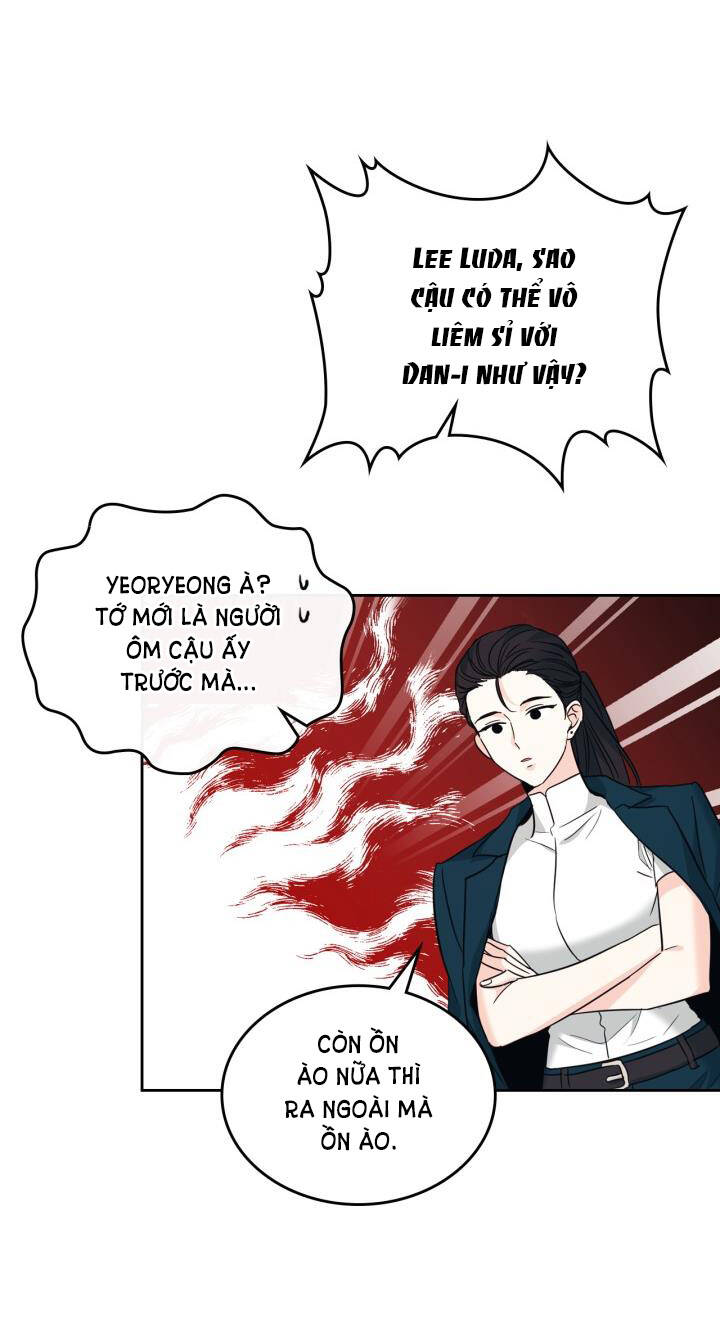 LEE LUDA, SAO
CẬU CÓ THỂ VÔ
LIÊM SỈ VỚI
DAN-I NHƯ VẬY?
YEORYEONG À?
TỚ MỚI LÀ NGƯỜI
ÔM CẬU ẤY
TRƯỚC MÀ...
CÒN ỒN
ÀO NỮA THÌ
RA NGOÀI MÀ
ỒN ÀO.